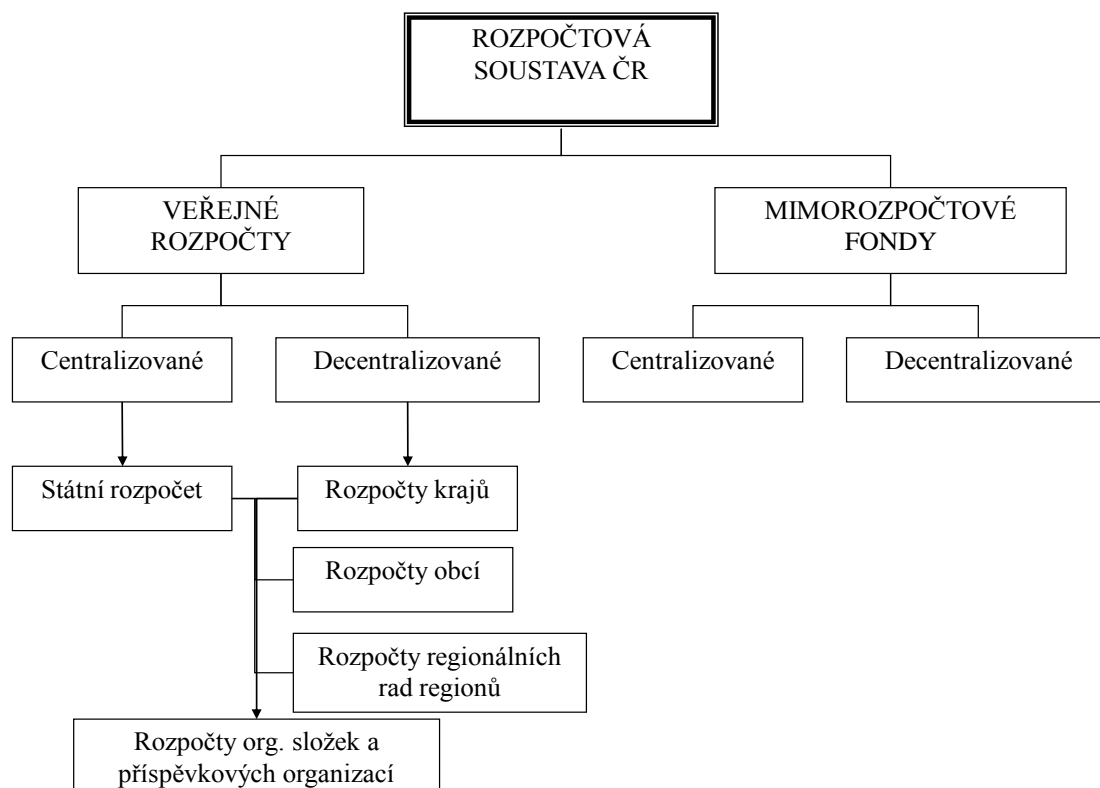 ROZPOČTOVÁ
SOUSTAVA ČR
VEŘEJNÉ
ROZPOČTY
MIMOROZPOČTOVÉ
FONDY
Centralizované
Decentralizované
Centralizované
Decentralizované
Státní rozpočet
Rozpočty krajů
Rozpočty obcí
Rozpočty regionálních
rad regionů
Rozpočty org. složek a
příspěvkových organizací